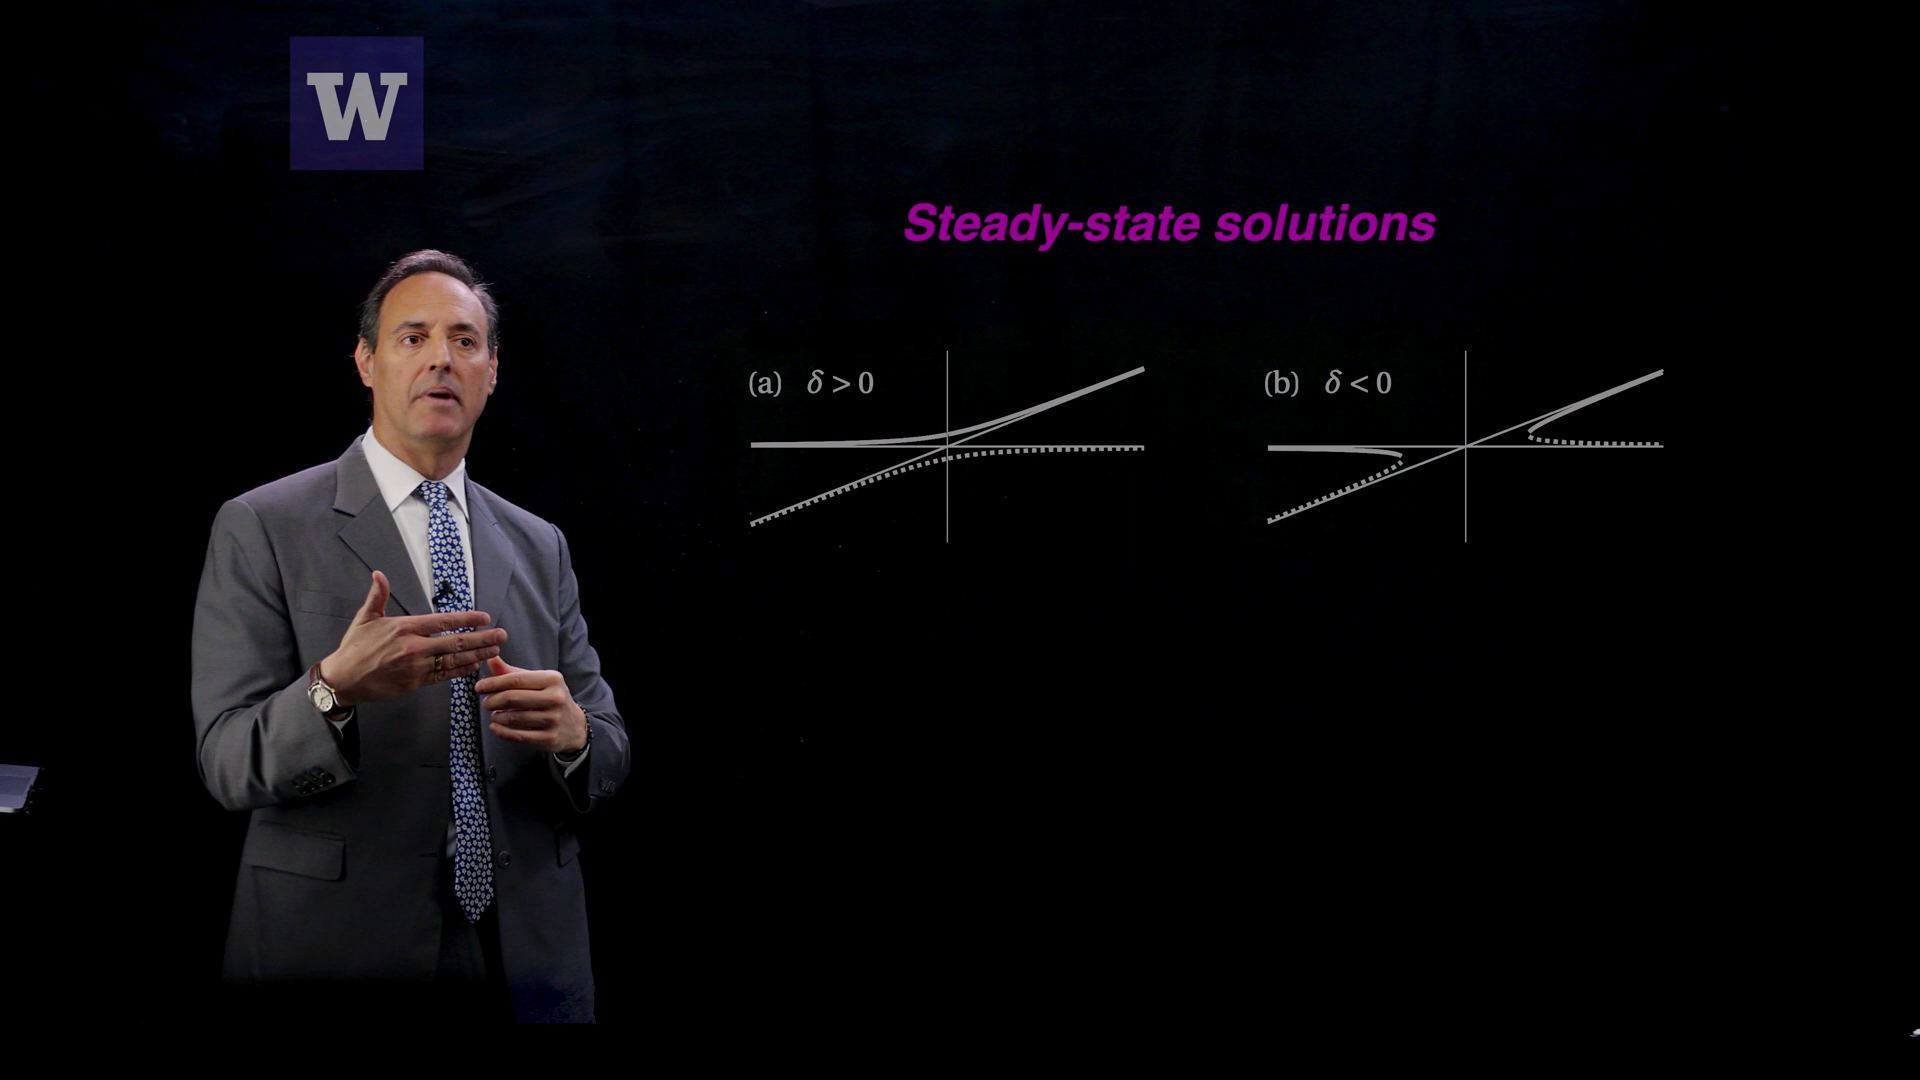 W
Steady-state solutions
(a) δ > 0
(b) δ < 0